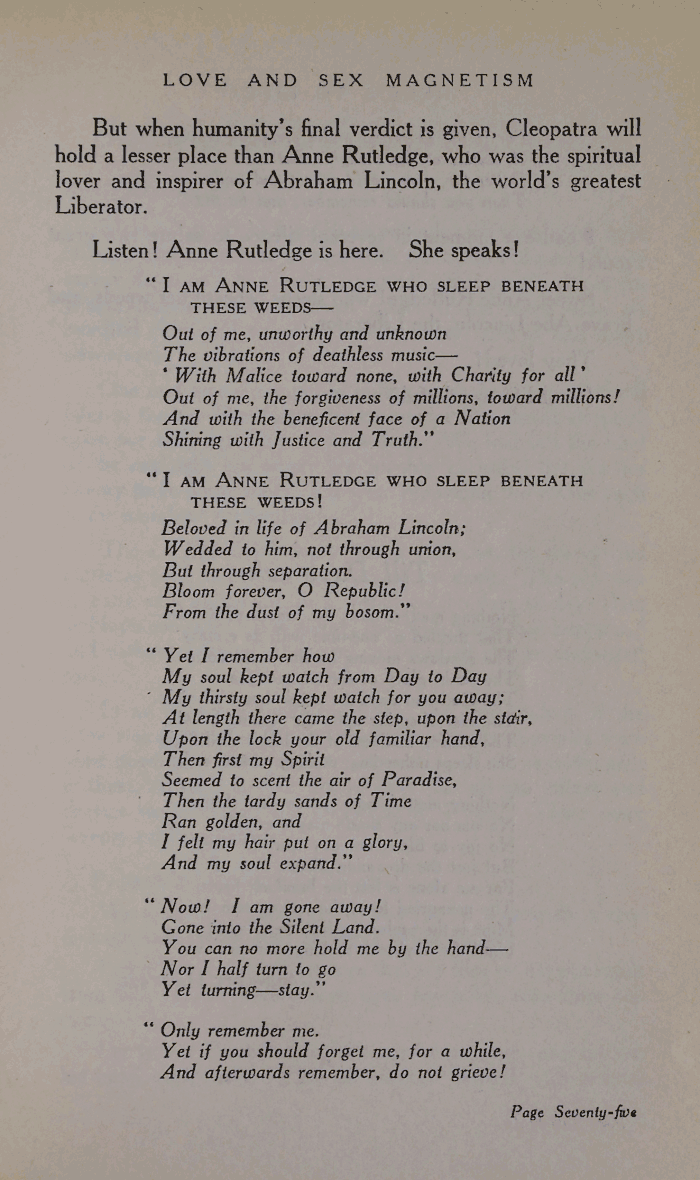 LOVE AND SEX MAGNETISM
But when humanity's final verdict is given, Cleopatra will
hold a lesser place than Anne Rutledge, who was the spiritual
lover and inspirer of Abraham Lincoln, the world's greatest
Liberator.
Listen! Anne Rutledge is here. She speaks!
"I AM ANNE RUTLEDGE WHO SLEEP BENEATH
THESE WEEDS—
Out of me, unworthy and unknown
The vibrations of deathless music—
'With Malice toward none, with Charity for all'
Out of me, the forgiveness of millions, toward millions!
And with the beneficent face of a Nation
Shining with Justice and Truth."
"I AM ANNE RUTLEDGE WHO SLEEP BENEATH
THESE WEEDS!
Beloved in life of Abraham Lincoln;
Wedded to him, not through union,
But through separation.
Bloom forever, O Republic!
From the dust of my bosom."
"Yet I remember how
My soul kept watch from Day to Day
My thirsty soul kept watch for you away;
At length there came the step, upon the stair,
Upon the lock your old familiar hand,
Then first my Spirit
Seemed to scent the air of Paradise,
Then the tardy sands of Time
Ran golden, and
I felt my hair put on a glory,
And my soul expand."
"Now! I am gone away!
Gone into the Silent Land.
You can no more hold me by the hand—
Nor I half turn to go
Yet turning—stay."
"Only remember me.
Yet if you should forget me, for a while,
And afterwards remember, do not grieve!
Page Seventy-five